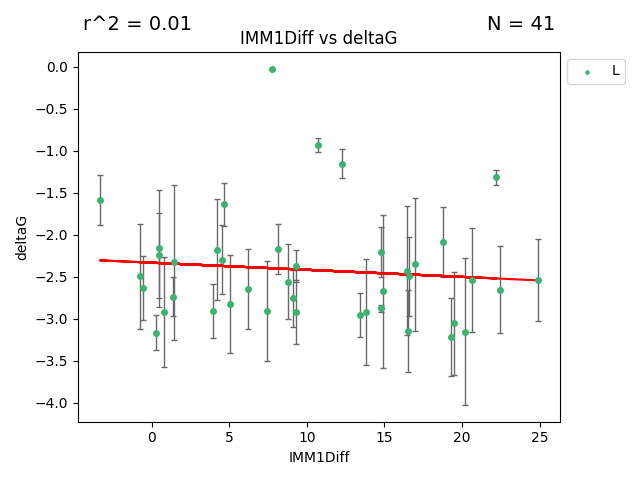 r^2 = 0.01
N = 41
IMM1Diff vs deltaG
L
0.0
−0.5
−1.0
−1.5
−2.0
−2.5
−3.0
−3.5
−4.0
deltaG
0 5 10 15 20 25
IMM1Diff